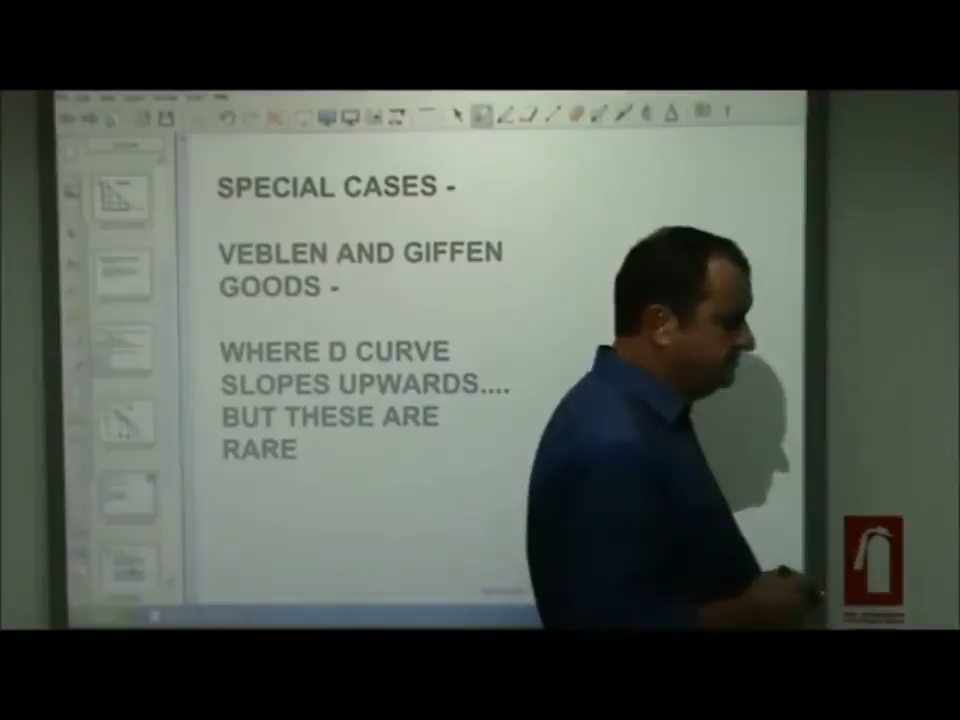 SPECIAL CASES -
VEBLEN AND GIFFEN
GOODS -
WHERE D CURVE
SLOPES UPWARDS....
BUT THESE ARE
RARE